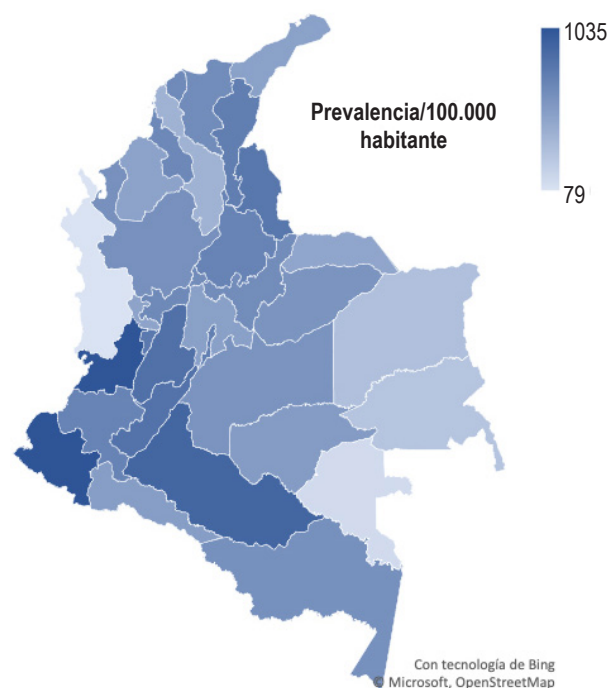 1035
Prevalencia/100.000
habitante
79
Con tecnología de Bing
© Microsoft, OpenStreetMap